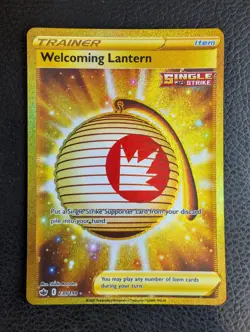 TRAINER
Item
Welcoming Lantern
SINGLE
STRIKE
Put a Single Strike Supporter card from your discard
pile into your hand.
You may play any number of Item cards
during your turn.